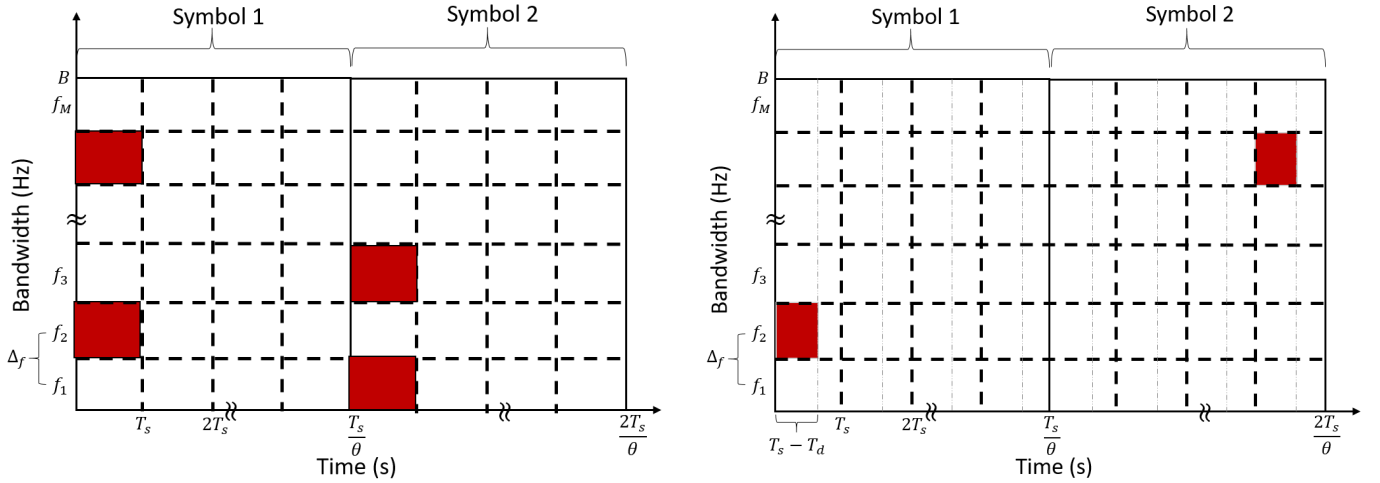 Symbol 1
Symbol 2
B
f_M
Bandwidth (Hz)
f_3
f_2
Δ_f
f_1
T_s
2T_s
T_s
θ
2T_s
θ
Time (s)
Symbol 1
Symbol 2
B
f_M
Bandwidth (Hz)
f_3
f_2
Δ_f
f_1
T_s − T_d
T_s
2T_s
T_s
θ
2T_s
θ
Time (s)